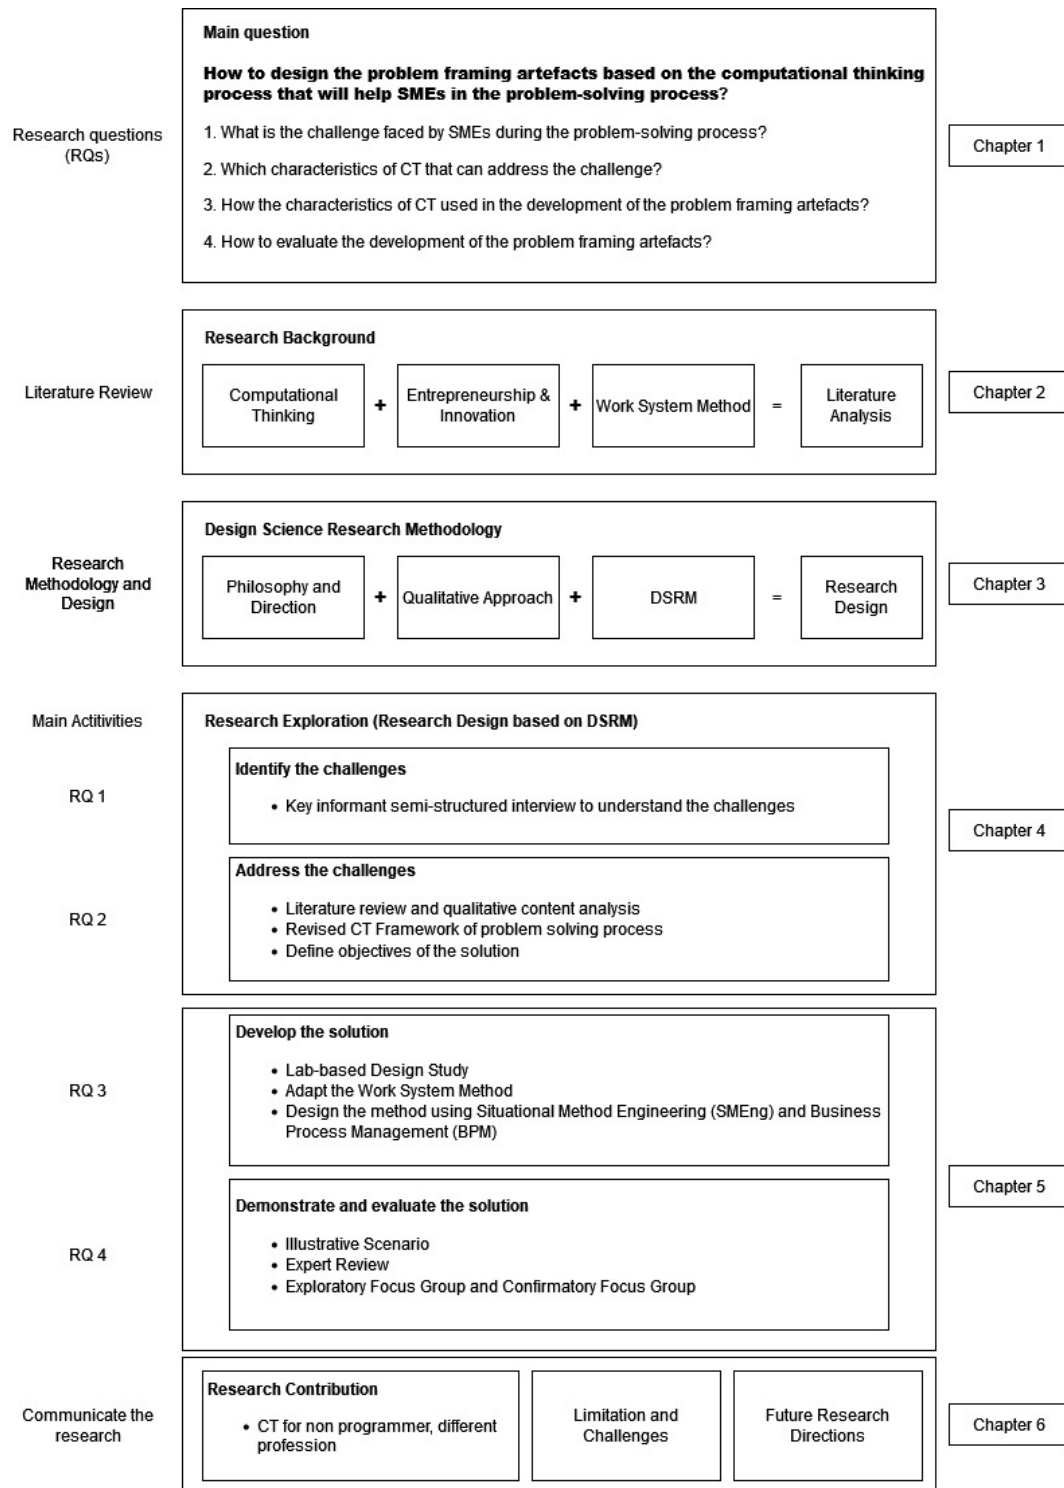 Main question
How to design the problem framing artefacts based on the computational thinking
process that will help SMEs in the problem-solving process?
Research questions
(RQs)
1. What is the challenge faced by SMEs during the problem-solving process?
2. Which characteristics of CT that can address the challenge?
3. How the characteristics of CT used in the development of the problem framing artefacts?
4. How to evaluate the development of the problem framing artefacts?
Chapter 1
Literature Review
Research Background
Computational
Thinking
+
Entrepreneurship &
Innovation
+
Work System Method
=
Literature
Analysis
Chapter 2
Research
Methodology and
Design
Design Science Research Methodology
Philosophy and
Direction
+
Qualitative Approach
+
DSRM
=
Research
Design
Chapter 3
Main Actitivities
Research Exploration (Research Design based on DSRM)
RQ 1
Identify the challenges
• Key informant semi-structured interview to understand the challenges
RQ 2
Address the challenges
• Literature review and qualitative content analysis
• Revised CT Framework of problem solving process
• Define objectives of the solution
Chapter 4
RQ 3
Develop the solution
• Lab-based Design Study
• Adapt the Work System Method
• Design the method using Situational Method Engineering (SMEng) and Business
Process Management (BPM)
RQ 4
Demonstrate and evaluate the solution
• Illustrative Scenario
• Expert Review
• Exploratory Focus Group and Confirmatory Focus Group
Chapter 5
Communicate the
research
Research Contribution
• CT for non programmer, different
profession
Limitation and
Challenges
Future Research
Directions
Chapter 6